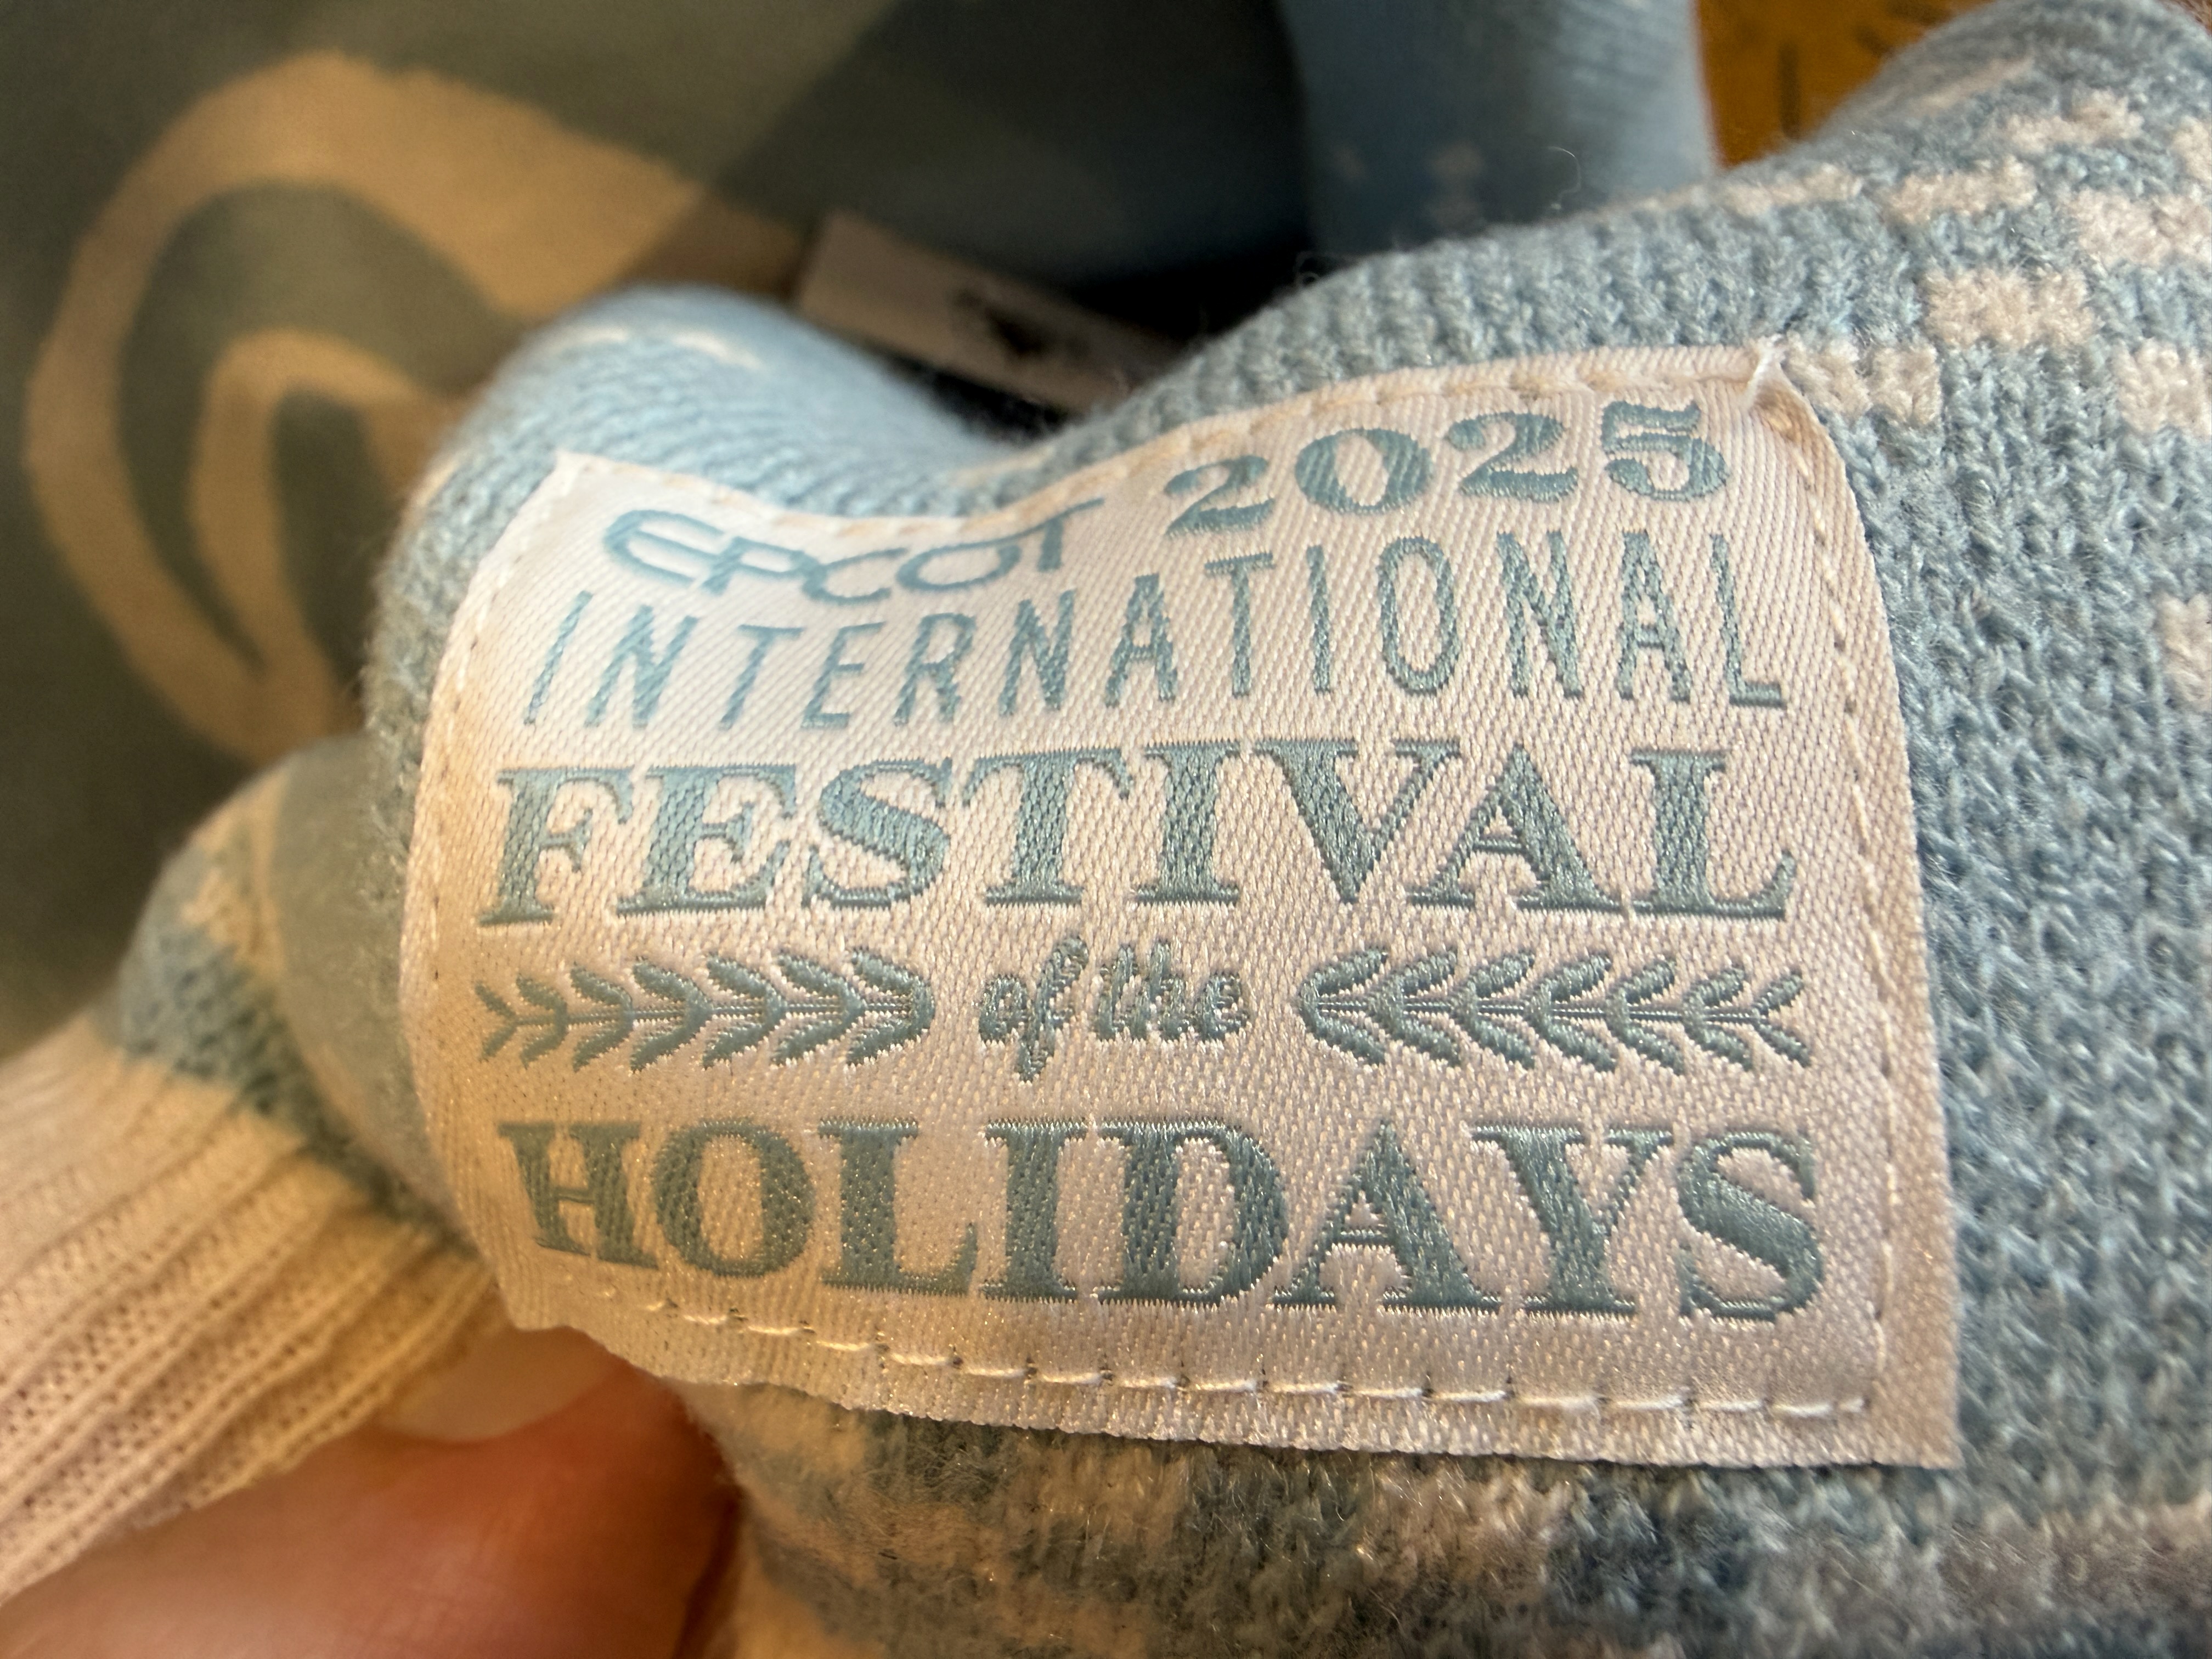 EPCOT 2025
INTERNATIONAL
FESTIVAL
of the
HOLIDAYS